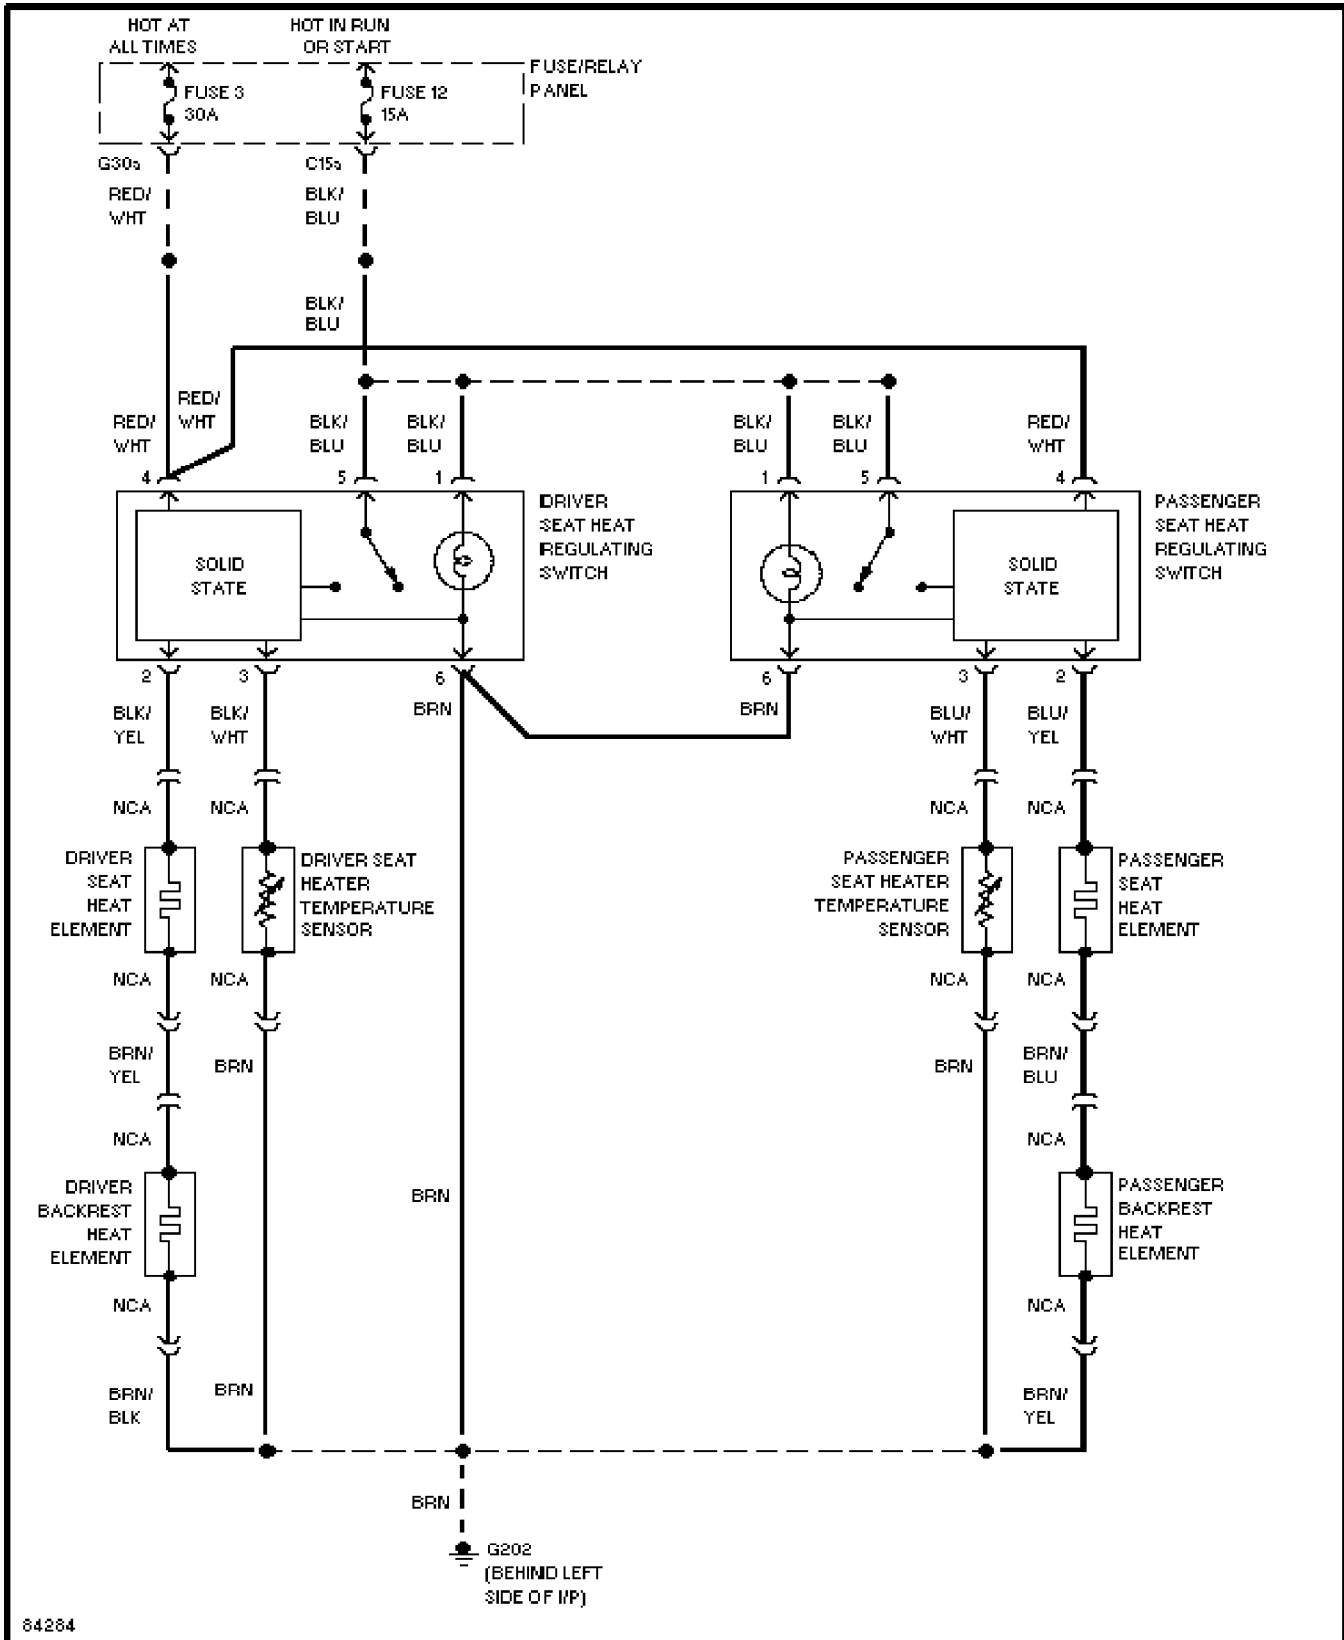 HOT AT
ALL TIMES
HOT IN RUN
OR START
FUSE/RELAY
PANEL
FUSE 3
30A
FUSE 12
15A
G30a
C15a
RED/
WHT
BLK/
BLU
BLK/
BLU
RED/
WHT
RED/
WHT
BLK/
BLU
BLK/
BLU
BLK/
BLU
BLK/
BLU
RED/
WHT
4
5
1
1
5
4
DRIVER
SEAT HEAT
REGULATING
SWITCH
PASSENGER
SEAT HEAT
REGULATING
SWITCH
SOLID
STATE
SOLID
STATE
2
3
6
6
3
2
BLK/
YEL
BLK/
WHT
BRN
BRN
BLU/
WHT
BLU/
YEL
NCA
NCA
NCA
NCA
DRIVER
SEAT
HEAT
ELEMENT
DRIVER SEAT
HEATER
TEMPERATURE
SENSOR
PASSENGER
SEAT HEATER
TEMPERATURE
SENSOR
PASSENGER
SEAT
HEAT
ELEMENT
NCA
NCA
NCA
NCA
BRN/
YEL
BRN
BRN
BRN/
BLU
NCA
NCA
DRIVER
BACKREST
HEAT
ELEMENT
BRN
PASSENGER
BACKREST
HEAT
ELEMENT
NCA
NCA
BRN/
BLK
BRN
BRN/
YEL
BRN
G202
(BEHIND LEFT
SIDE OF I/P)
84284